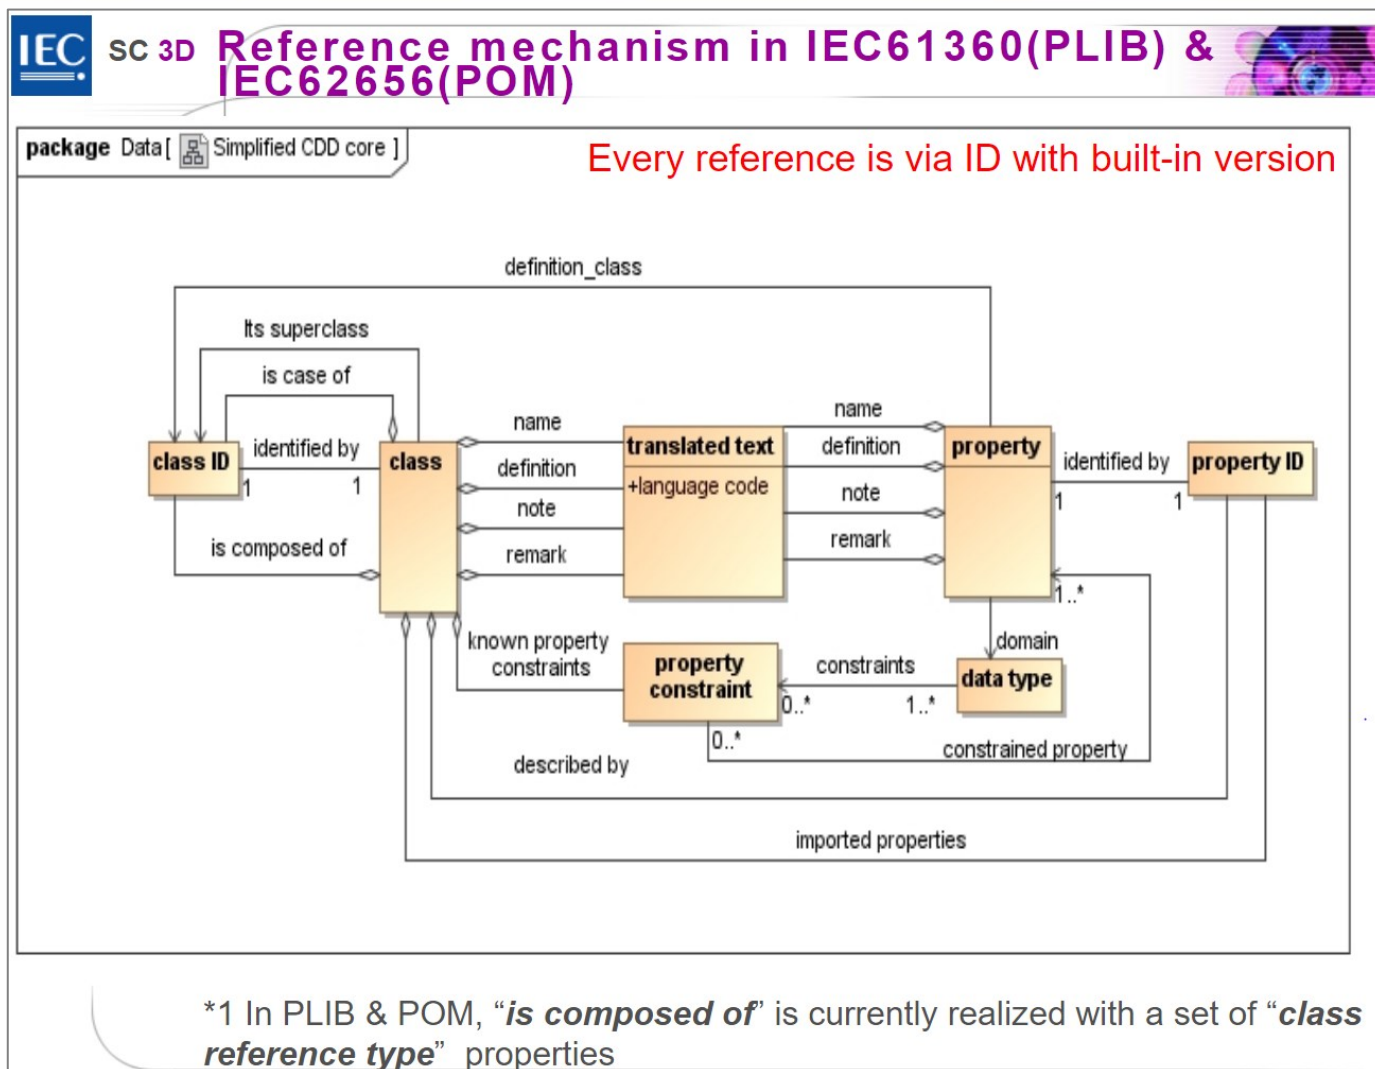 IEC
SC 3D
Reference mechanism in IEC61360(PLIB) &
IEC62656(POM)
package Data[ Simplified CDD core ]
Every reference is via ID with built-in version
definition_class
Its superclass
is case of
name
name
class ID
identified by
class
definition
translated text
definition
property
identified by
property ID
1
1
+language code
1
1
note
note
is composed of
remark
remark
1..*
known property
constraints
property
constraint
constraints
domain
data type
0..*
1..*
0..*
described by
constrained property
imported properties
*1 In PLIB & POM, “is composed of” is currently realized with a set of “class
reference type” properties